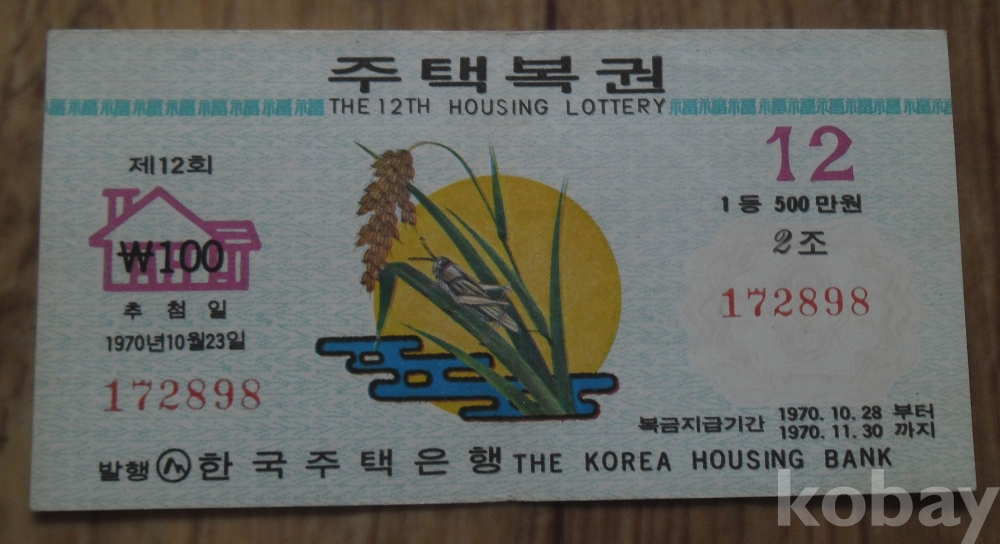 주택복권
THE 12TH HOUSING LOTTERY
제12회
₩100
추첨일
1970년10월23일
172898
12
1등 500만원
2조
172898
복금지급기간 1970. 10. 28 부터
1970. 11. 30 까지
발행 한국주택은행 THE KOREA HOUSING BANK
kobay